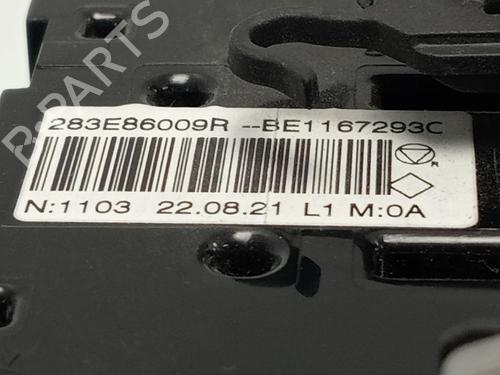 B-PARTS
283E86009R --BE1167293C
R
N:1103 22.08.21 L1 M:0A